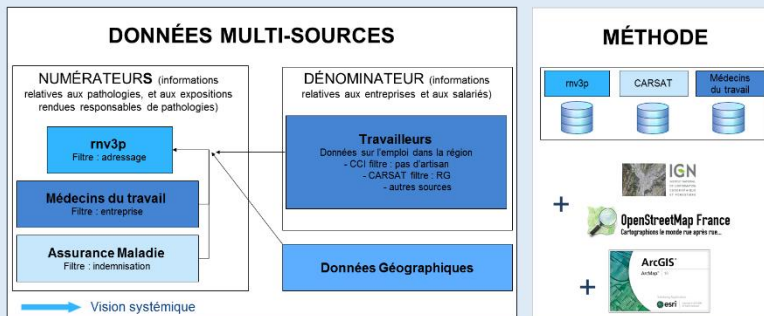 DONNÉES MULTI-SOURCES
NUMÉRATEURS (informations
relatives aux pathologies, et aux expositions
rendues responsables de pathologies)
rnv3p
Filtre : adressage
Médecins du travail
Filtre : entreprise
Assurance Maladie
Filtre : indemnisation
Vision systémique
DÉNOMINATEUR (informations
relatives aux entreprises et aux salariés)
Travailleurs
Données sur l'emploi dans la région
- CCI filtre : pas d'artisan
- CARSAT filtre : RG
- autres sources
Données Géographiques
MÉTHODE
rnv3p
CARSAT
Médecins
du travail
+
IGN
OpenStreetMap France
Cartographions le monde rue après rue...
+
ArcGIS
ArcMap
esri